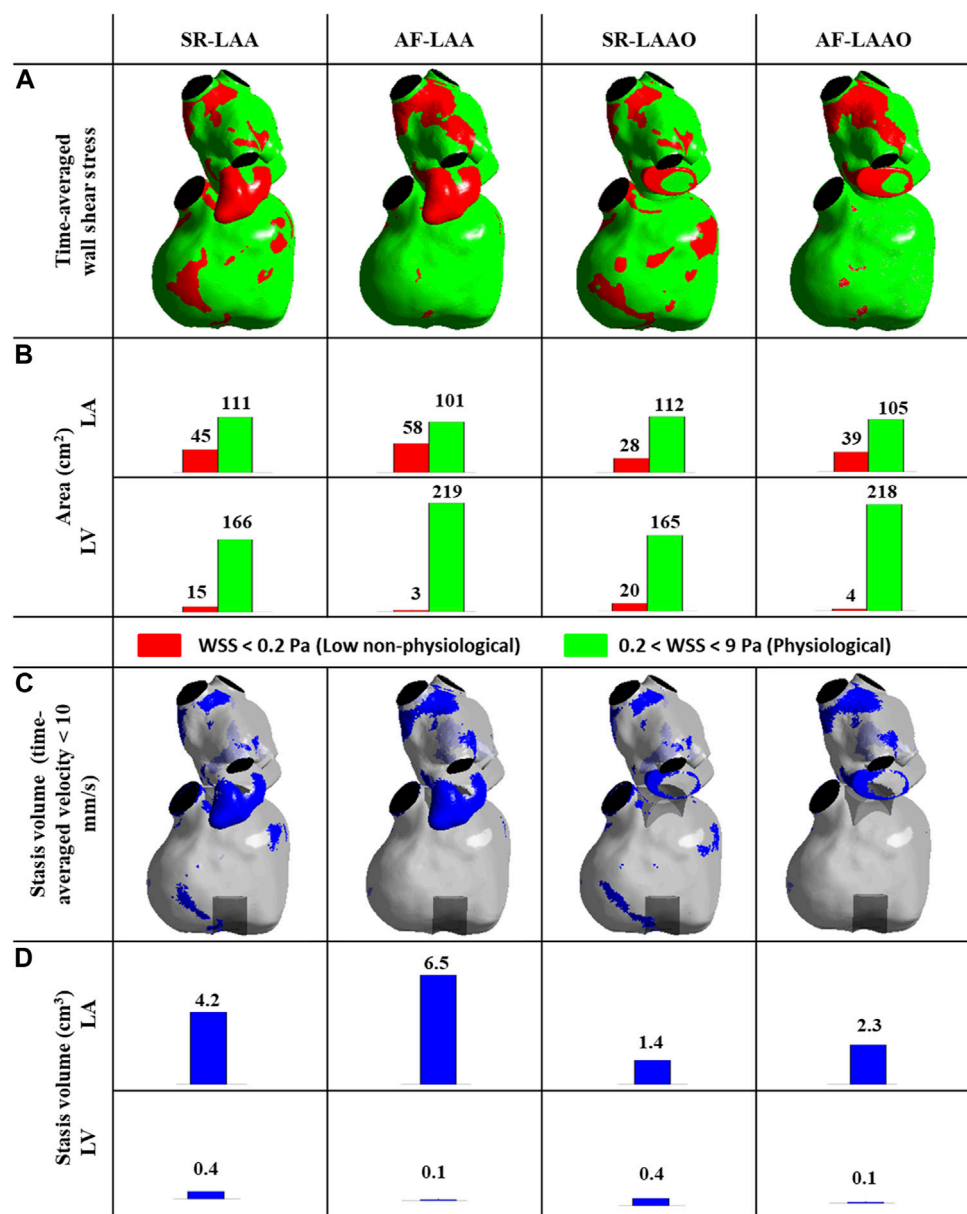 SR-LAA AF-LAA SR-LAAO AF-LAAO
A
Time-averaged
wall shear stress
B
Area (cm²)
LA
45 111 58 101 28 112 39 105
LV
15 166 3 219 20 165 4 218
WSS < 0.2 Pa (Low non-physiological) 0.2 < WSS < 9 Pa (Physiological)
C
Stasis volume (time-
averaged velocity < 10
mm/s)
D
Stasis volume (cm³)
LA
4.2 6.5 1.4 2.3
LV
0.4 0.1 0.4 0.1